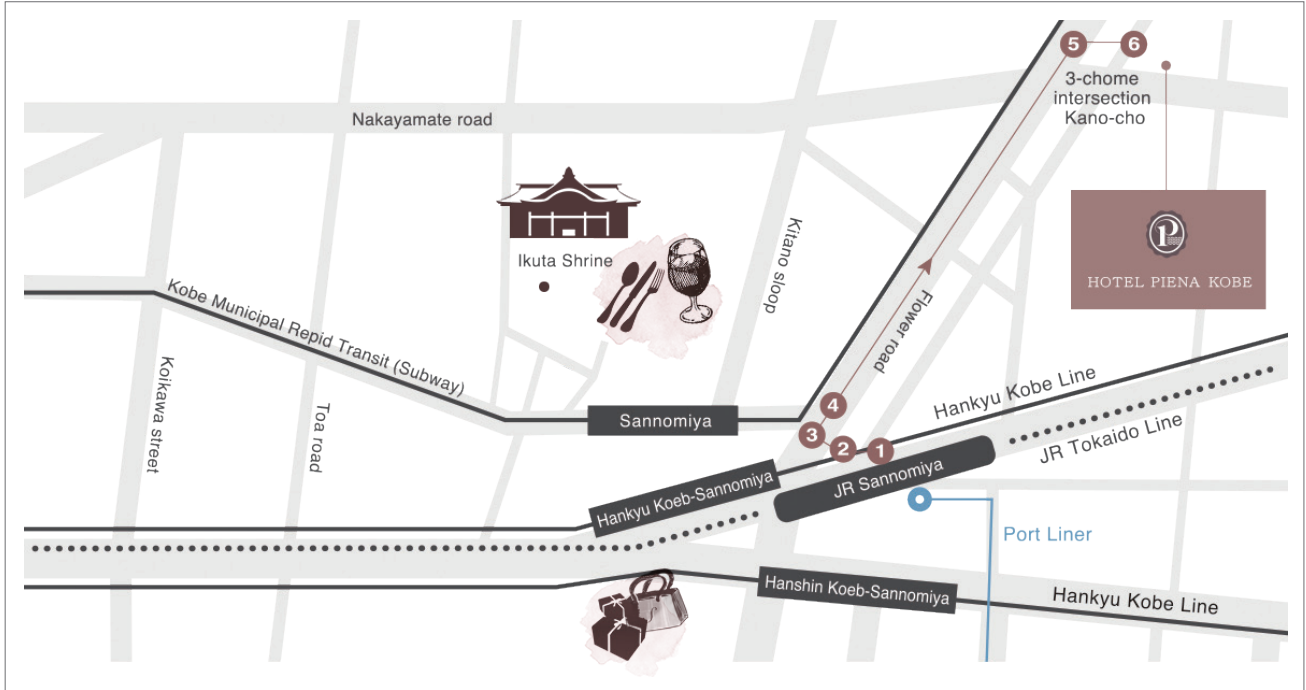 5
6
3-chome
intersection
Kano-cho
Nakayamate road
Ikuta Shrine
Kitano sloop
P
HOTEL PIENA KOBE
Kobe Municipal Repid Transit (Subway)
Flower road
Koikawa street
Toa road
Sannomiya
4
3
2
1
Hankyu Kobe Line
JR Tokaido Line
Hankyu Koeb-Sannomiya
JR Sannomiya
Port Liner
Hanshin Koeb-Sannomiya
Hankyu Kobe Line